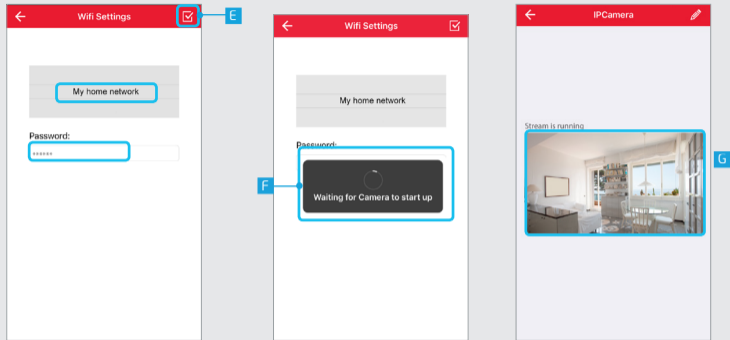 Wifi Settings
E
My home network
Password:
••••••
Wifi Settings
My home network
Password:
F
Waiting for Camera to start up
IPCamera
Stream is running
G